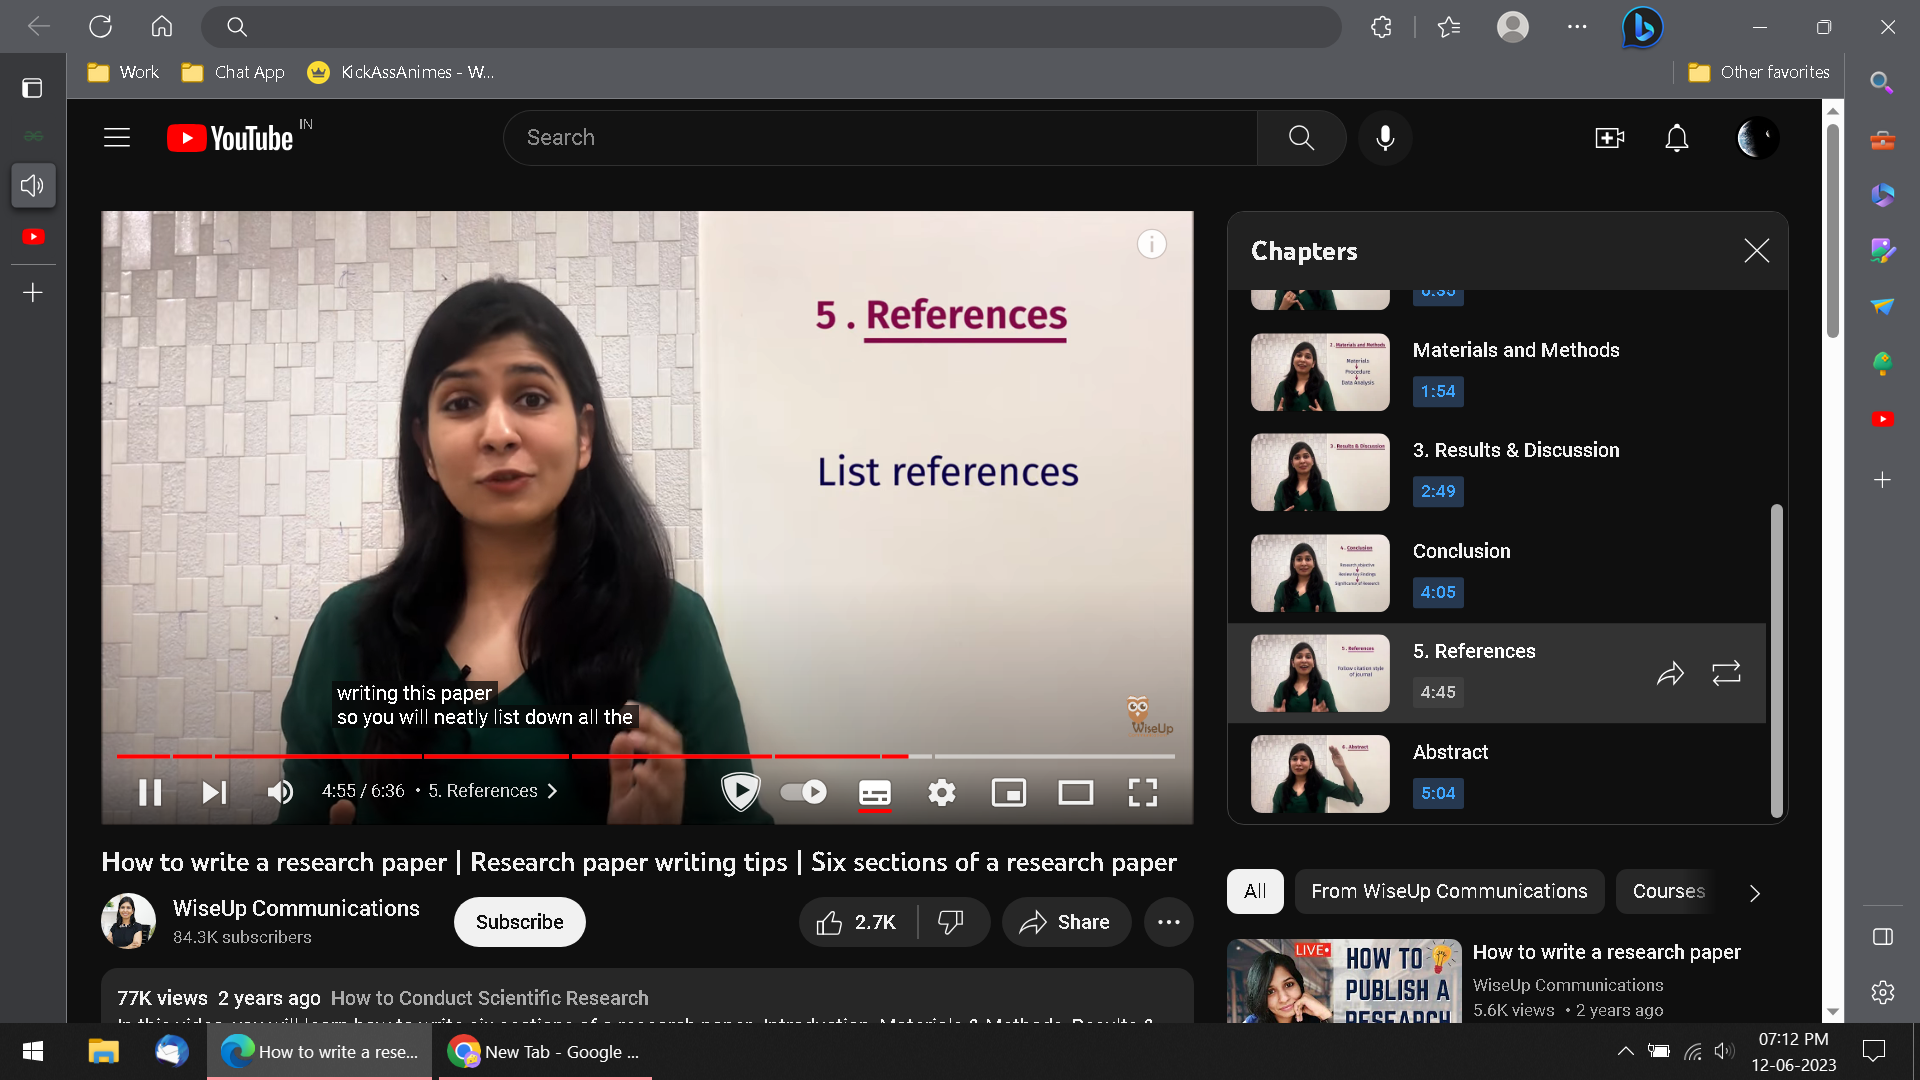 Work
Chat App
KickAssAnimes - W...
Other favorites
YouTube IN
Search
5 . References
List references
writing this paper
so you will neatly list down all the
WiseUp
4:55 / 6:36 • 5. References
Chapters
Materials and Methods
1:54
3. Results & Discussion
2:49
Conclusion
4:05
5. References
4:45
Abstract
5:04
How to write a research paper | Research paper writing tips | Six sections of a research paper
WiseUp Communications
84.3K subscribers
Subscribe
2.7K
Share
77K views 2 years ago How to Conduct Scientific Research
All
From WiseUp Communications
Courses
LIVE
HOW TO
PUBLISH A
RESEARCH
How to write a research paper
WiseUp Communications
5.6K views • 2 years ago
How to write a rese...
New Tab - Google ...
07:12 PM
12-06-2023